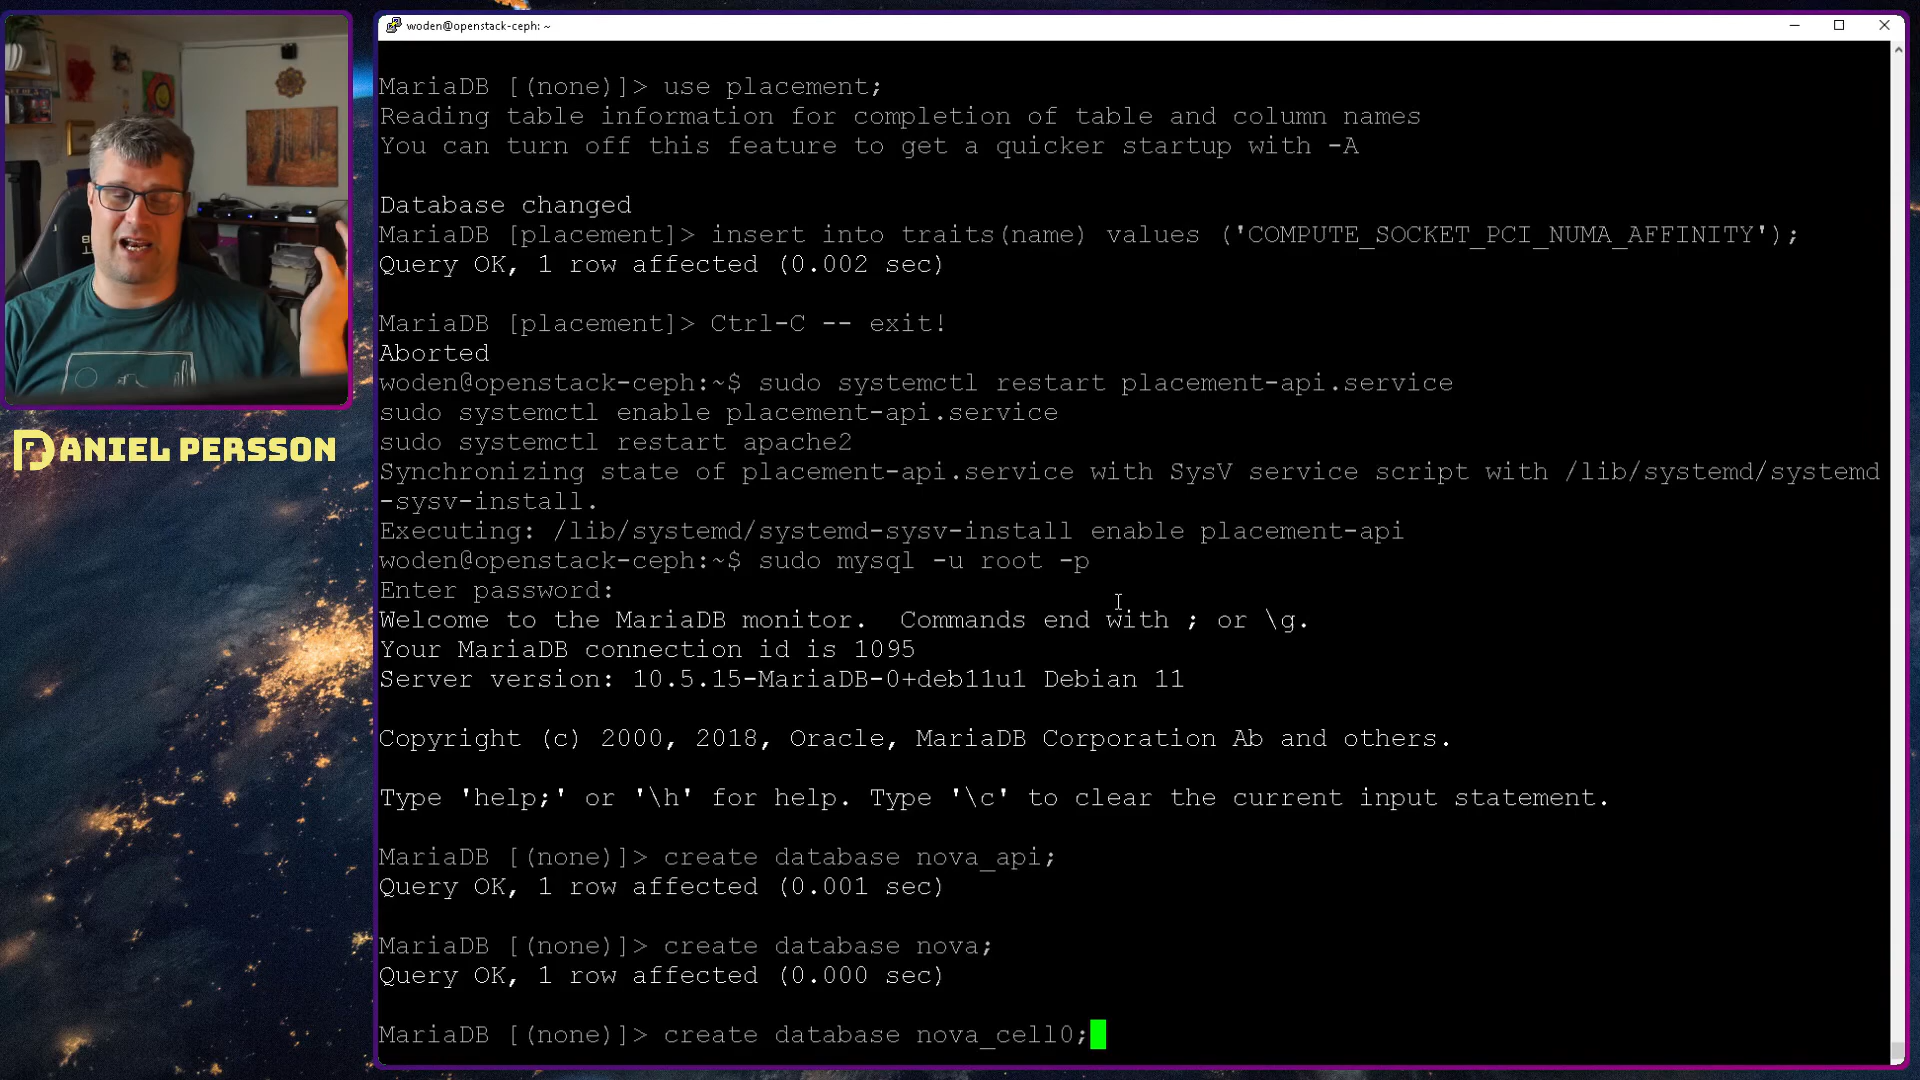 woden@openstack-ceph: ~
MariaDB [(none)]> use placement;
Reading table information for completion of table and column names
You can turn off this feature to get a quicker startup with -A
Database changed
MariaDB [placement]> insert into traits(name) values ('COMPUTE_SOCKET_PCI_NUMA_AFFINITY');
Query OK, 1 row affected (0.002 sec)
MariaDB [placement]> Ctrl-C -- exit!
Aborted
woden@openstack-ceph:~$ sudo systemctl restart placement-api.service
sudo systemctl enable placement-api.service
sudo systemctl restart apache2
Synchronizing state of placement-api.service with SysV service script with /lib/systemd/systemd
-sysv-install.
Executing: /lib/systemd/systemd-sysv-install enable placement-api
woden@openstack-ceph:~$ sudo mysql -u root -p
Enter password:
Welcome to the MariaDB monitor.  Commands end with ; or \g.
Your MariaDB connection id is 1095
Server version: 10.5.15-MariaDB-0+deb11u1 Debian 11
Copyright (c) 2000, 2018, Oracle, MariaDB Corporation Ab and others.
Type 'help;' or '\h' for help. Type '\c' to clear the current input statement.
MariaDB [(none)]> create database nova_api;
Query OK, 1 row affected (0.001 sec)
MariaDB [(none)]> create database nova;
Query OK, 1 row affected (0.000 sec)
MariaDB [(none)]> create database nova_cell0;
DANIEL PERSSON